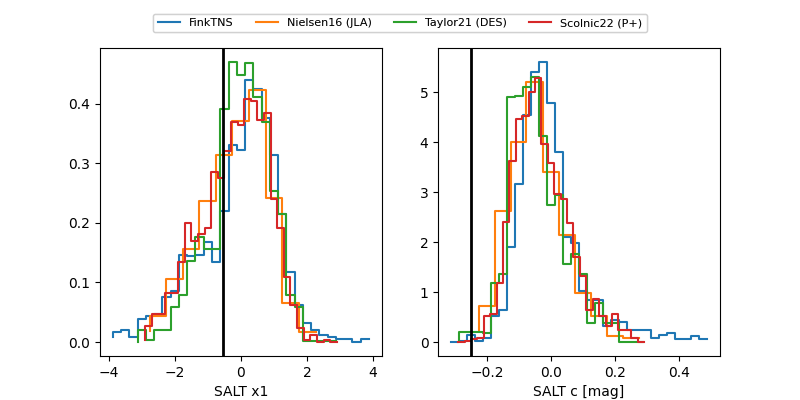 FinkTNS Nielsen16 (JLA) Taylor21 (DES) Scolnic22 (P+)
0.4
0.3
0.2
0.1
0.0
−4 −2 0 2 4
SALT x1
5
4
3
2
1
0
−0.2 0.0 0.2 0.4
SALT c [mag]